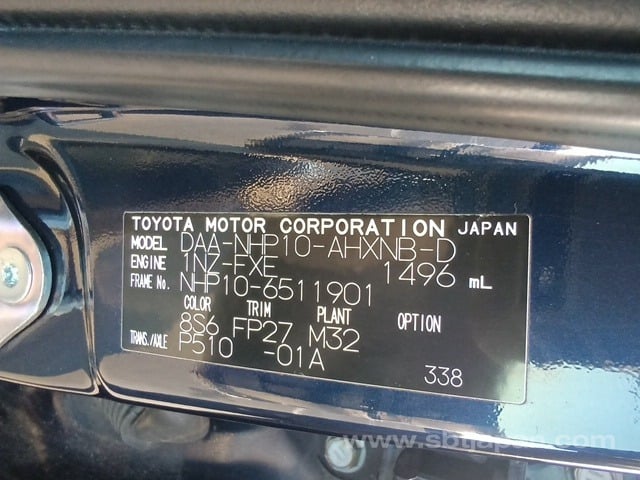 TOYOTA MOTOR CORPORATION JAPAN
MODEL DAA-NHP10-AHXNB-D
ENGINE 1NZ-FXE 1496 mL
FRAME No. NHP10-6511901
COLOR TRIM PLANT OPTION
8S6 FP27 M32
TRANS./AXLE P510 -01A
338
www.sbtjapan.com